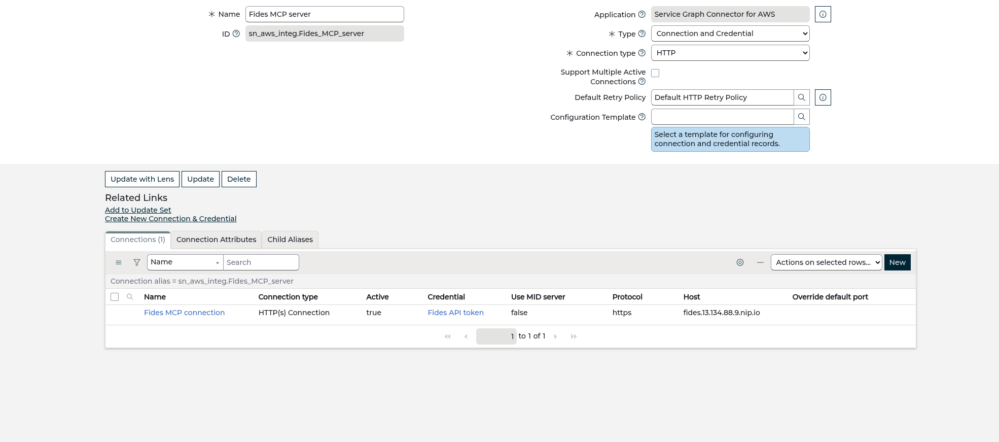 Name
Fides MCP server
ID
sn_aws_integ.Fides_MCP_server
Application
Service Graph Connector for AWS
Type
Connection and Credential
Connection type
HTTP
Support Multiple Active
Connections
Default Retry Policy
Default HTTP Retry Policy
Configuration Template
Select a template for configuring
connection and credential records.
Update with Lens
Update
Delete
Related Links
Add to Update Set
Create New Connection & Credential
Connections (1)
Connection Attributes
Child Aliases
Name
Search
Actions on selected rows...
New
Connection alias = sn_aws_integ.Fides_MCP_server
Name Connection type Active Credential Use MID server Protocol Host Override default port
Fides MCP connection HTTP(s) Connection true Fides API token false https fides.13.134.88.9.nip.io
1 to 1 of 1